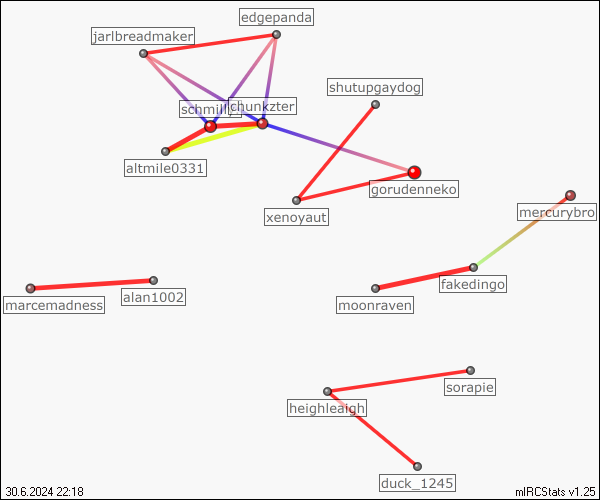 edgepanda
jarlbreadmaker
shutupgaydog
chunkzter
altmile0331
gorudenneko
xenoyaut
mercurybro
fakedingo
alan1002
marcemadness
moonraven
sorapie
heighleaigh
duck_1245
30.6.2024 22:18
mIRCStats v1.25